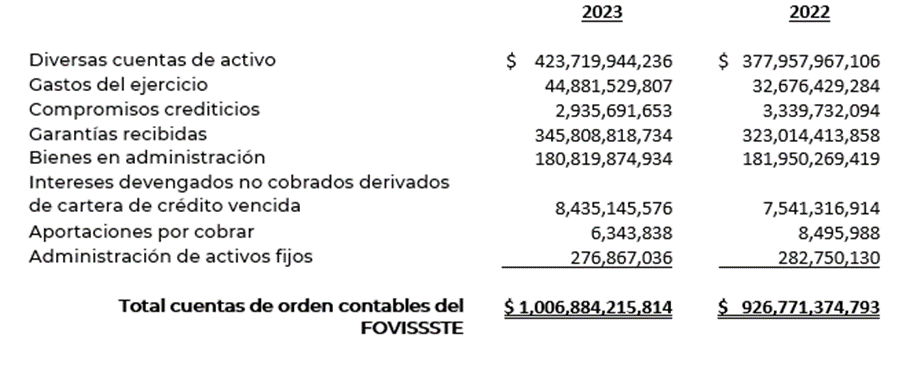 2023 2022
Diversas cuentas de activo $ 423,719,944,236 $ 377,957,967,106
Gastos del ejercicio 44,881,529,807 32,676,429,284
Compromisos crediticios 2,935,691,653 3,339,732,094
Garantías recibidas 345,808,818,734 323,014,413,858
Bienes en administración 180,819,874,934 181,950,269,419
Intereses devengados no cobrados derivados
de cartera de crédito vencida 8,435,145,576 7,541,316,914
Aportaciones por cobrar 6,343,838 8,495,988
Administración de activos fijos 276,867,036 282,750,130
Total cuentas de orden contables del $ 1,006,884,215,814 $ 926,771,374,793
FOVISSSTE